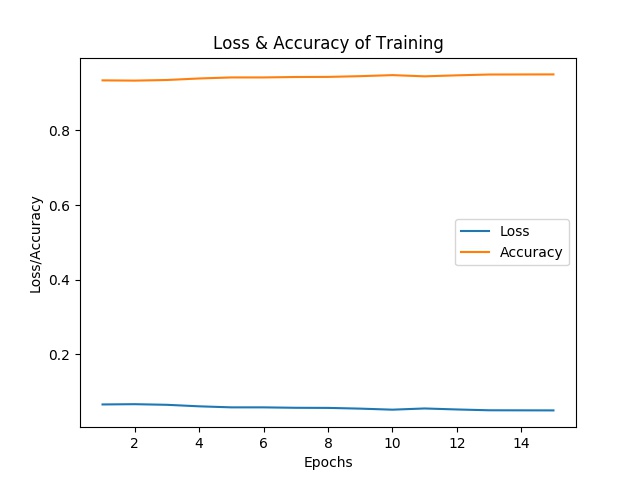 Loss & Accuracy of Training
0.8
0.6
0.4
0.2
Loss/Accuracy
Loss
Accuracy
2 4 6 8 10 12 14
Epochs